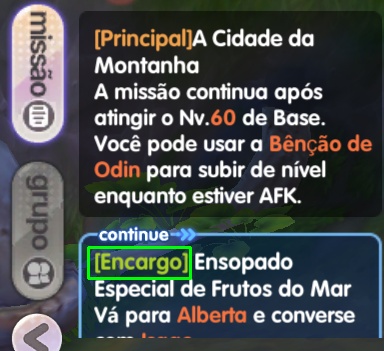 missão
grupo
[Principal]A Cidade da
Montanha
A missão continua após
atingir o Nv.60 de Base.
Você pode usar a Bênção de
Odin para subir de nível
enquanto estiver AFK.
continue
[Encargo] Ensopado
Especial de Frutos do Mar
Vá para Alberta e converse
com Isaac